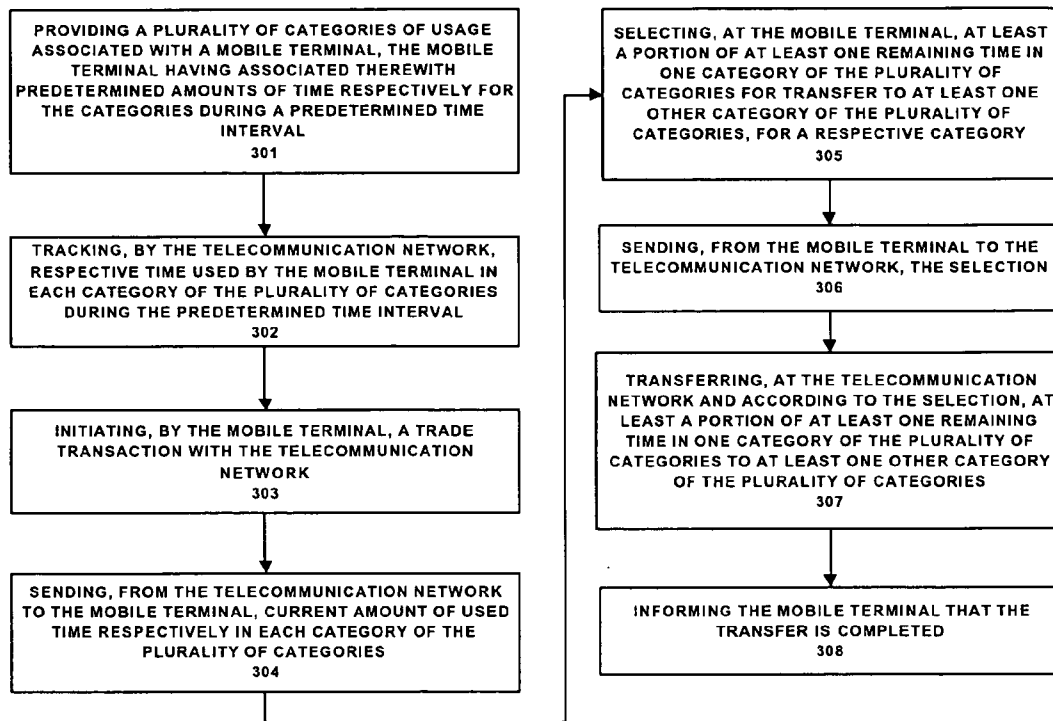 PROVIDING A PLURALITY OF CATEGORIES OF USAGE
ASSOCIATED WITH A MOBILE TERMINAL, THE MOBILE
TERMINAL HAVING ASSOCIATED THEREWITH
PREDETERMINED AMOUNTS OF TIME RESPECTIVELY FOR
THE CATEGORIES DURING A PREDETERMINED TIME
INTERVAL
301
TRACKING, BY THE TELECOMMUNICATION NETWORK,
RESPECTIVE TIME USED BY THE MOBILE TERMINAL IN
EACH CATEGORY OF THE PLURALITY OF CATEGORIES
DURING THE PREDETERMINED TIME INTERVAL
302
INITIATING, BY THE MOBILE TERMINAL, A TRADE
TRANSACTION WITH THE TELECOMMUNICATION
NETWORK
303
SENDING, FROM THE TELECOMMUNICATION NETWORK
TO THE MOBILE TERMINAL, CURRENT AMOUNT OF USED
TIME RESPECTIVELY IN EACH CATEGORY OF THE
PLURALITY OF CATEGORIES
304
SELECTING, AT THE MOBILE TERMINAL, AT LEAST
A PORTION OF AT LEAST ONE REMAINING TIME IN
ONE CATEGORY OF THE PLURALITY OF
CATEGORIES FOR TRANSFER TO AT LEAST ONE
OTHER CATEGORY OF THE PLURALITY OF
CATEGORIES, FOR A RESPECTIVE CATEGORY
305
SENDING, FROM THE MOBILE TERMINAL TO THE
TELECOMMUNICATION NETWORK, THE SELECTION
306
TRANSFERRING, AT THE TELECOMMUNICATION
NETWORK AND ACCORDING TO THE SELECTION, AT
LEAST A PORTION OF AT LEAST ONE REMAINING
TIME IN ONE CATEGORY OF THE PLURALITY OF
CATEGORIES TO AT LEAST ONE OTHER CATEGORY
OF THE PLURALITY OF CATEGORIES
307
INFORMING THE MOBILE TERMINAL THAT THE
TRANSFER IS COMPLETED
308